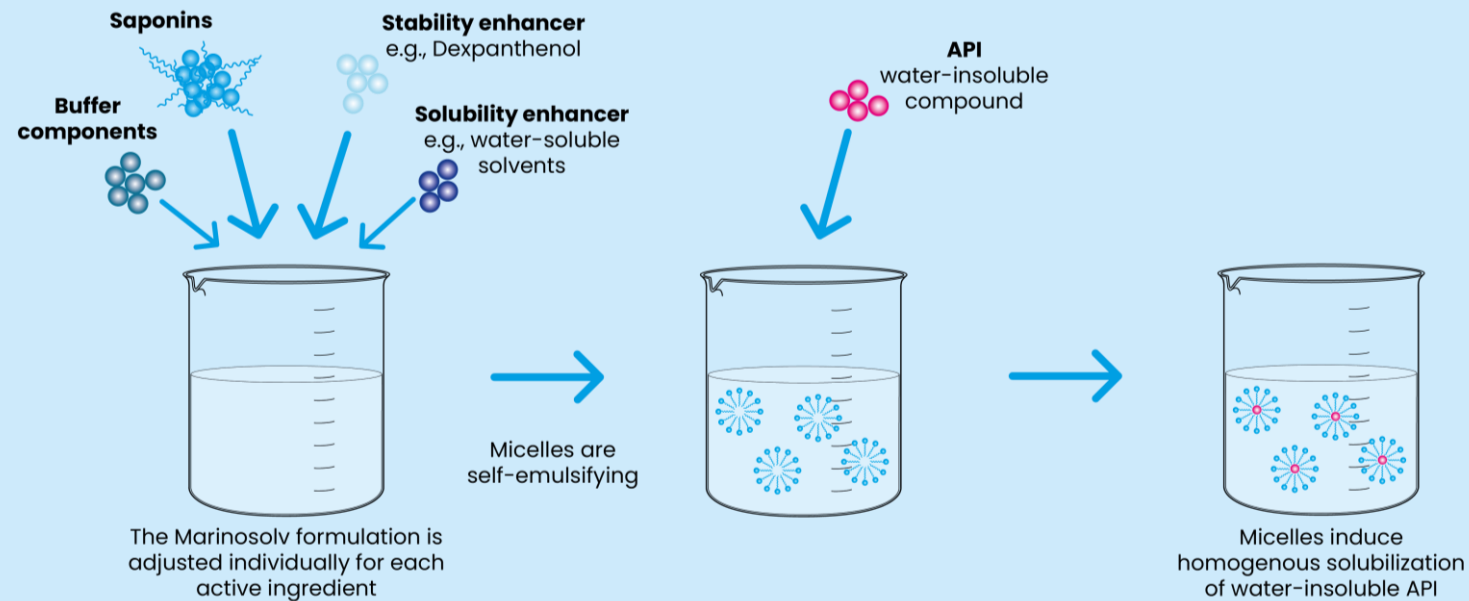 Saponins
Stability enhancer
e.g., Dexpanthenol
Buffer
components
Solubility enhancer
e.g., water-soluble
solvents
API
water-insoluble
compound
Micelles are
self-emulsifying
The Marinosolv formulation is
adjusted individually for each
active ingredient
Micelles induce
homogenous solubilization
of water-insoluble API